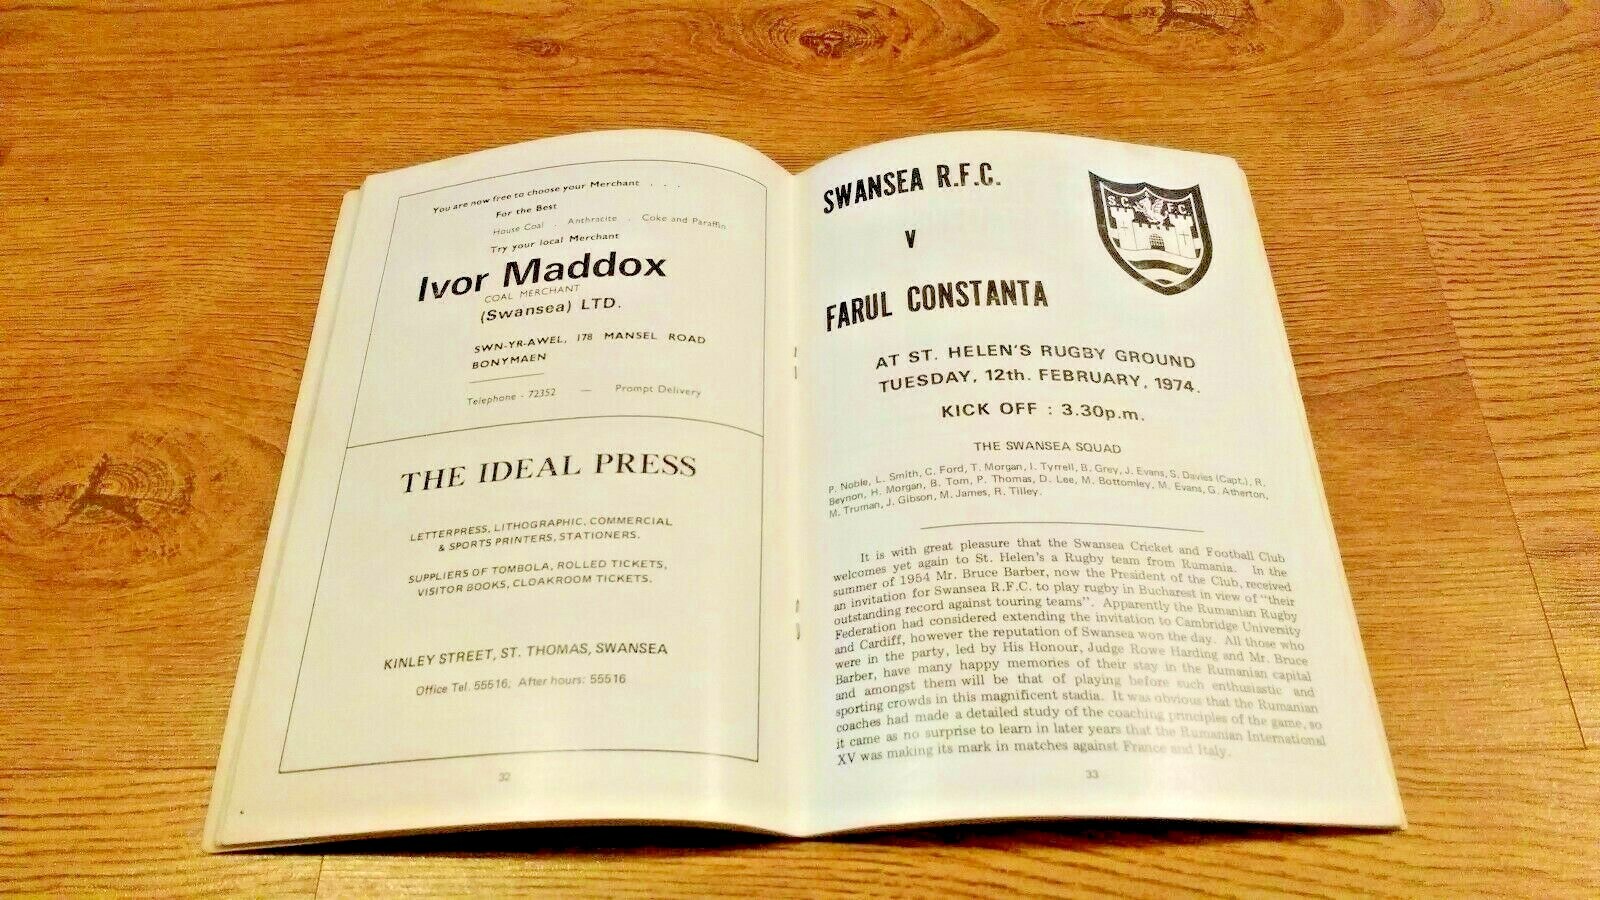 You are now free to choose your Merchant . . .
For the Best
House Coal . Anthracite . Coke and Paraffin
Try your local Merchant
Ivor Maddox
COAL MERCHANT
(Swansea) LTD.
SWN-YR-AWEL, 178 MANSEL ROAD
BONYMAEN
Telephone - 72352 — Prompt Delivery
THE IDEAL PRESS
LETTERPRESS, LITHOGRAPHIC, COMMERCIAL
& SPORTS PRINTERS, STATIONERS.
SUPPLIERS OF TOMBOLA, ROLLED TICKETS,
VISITOR BOOKS, CLOAKROOM TICKETS.
KINLEY STREET, ST. THOMAS, SWANSEA
Office Tel. 55516, After hours: 55516
32
SWANSEA R.F.C.
v
FARUL CONSTANTA
S.C. F.C.
AT ST. HELEN'S RUGBY GROUND
TUESDAY, 12th. FEBRUARY, 1974.
KICK OFF : 3.30p.m.
THE SWANSEA SQUAD
P. Noble, L. Smith, C. Ford, T. Morgan, I. Tyrrell, B. Grey, J. Evans, S. Davies (Capt.), R.
Beynon, H. Morgan, B. Tom, P. Thomas, D. Lee, M. Bottomley, M. Evans, G. Atherton,
M. Truman, J. Gibson, M. James, R. Tilley.
It is with great pleasure that the Swansea Cricket and Football Club
welcomes yet again to St. Helen's a Rugby team from Rumania. In the
summer of 1954 Mr. Bruce Barber, now the President of the Club, received
an invitation for Swansea R.F.C. to play rugby in Bucharest in view of "their
outstanding record against touring teams". Apparently the Rumanian Rugby
Federation had considered extending the invitation to Cambridge University
and Cardiff, however the reputation of Swansea won the day. All those who
were in the party, led by His Honour, Judge Rowe Harding and Mr. Bruce
Barber, have many happy memories of their stay in the Rumanian capital
and amongst them will be that of playing before such enthusiastic and
sporting crowds in this magnificent stadia. It was obvious that the Rumanian
coaches had made a detailed study of the coaching principles of the game, so
it came as no surprise to learn in later years that the Rumanian International
XV was making its mark in matches against France and Italy.
33